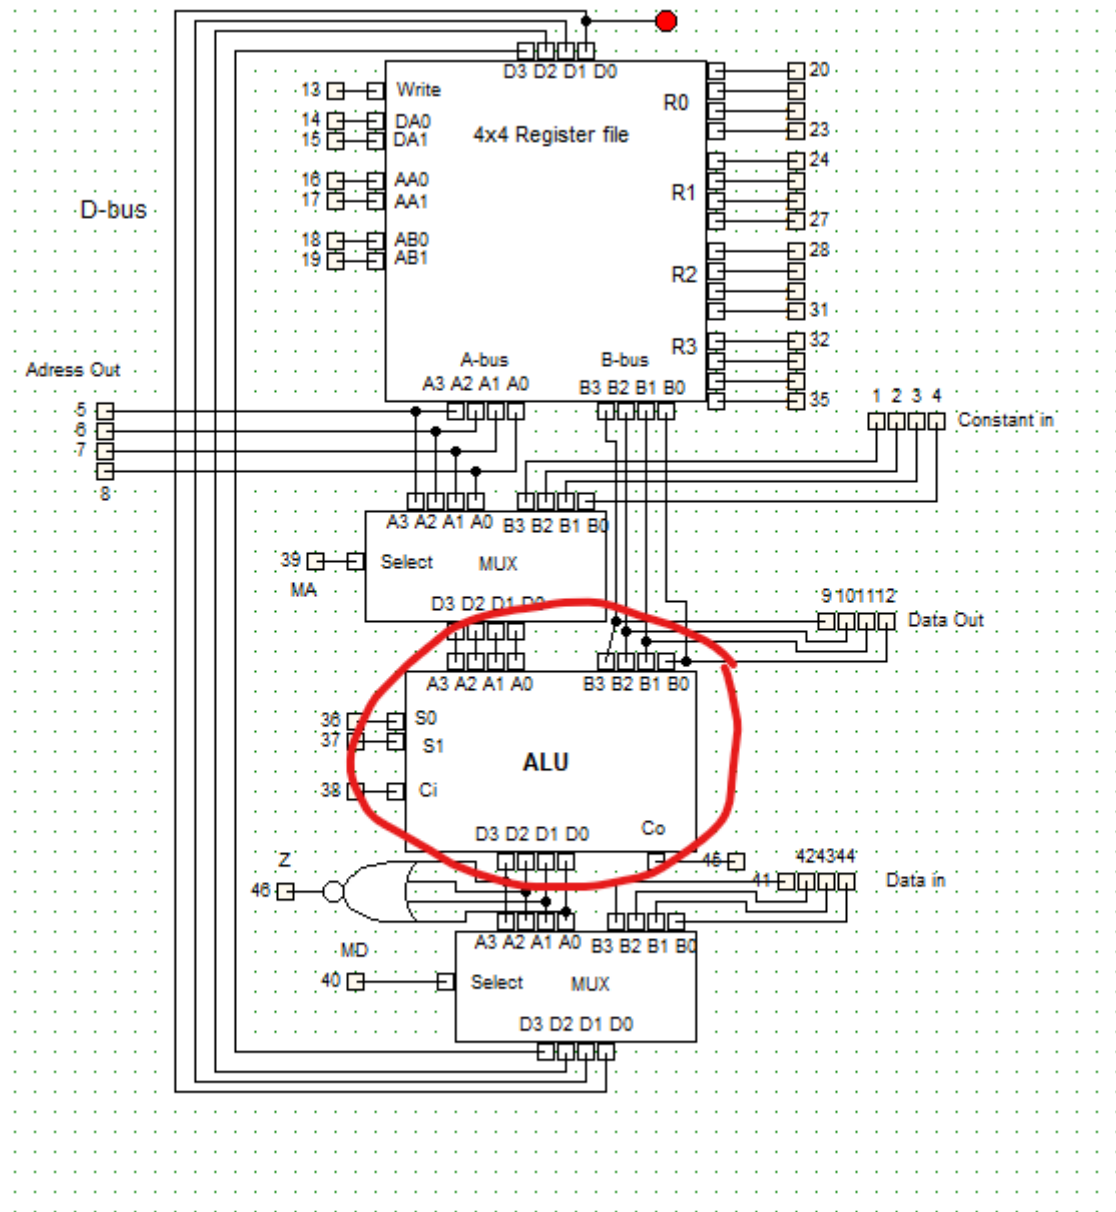 D3 D2 D1 D0
13 Write
R0
20
14 DA0
15 DA1
4x4 Register file
23
24
16 AA0
17 AA1
R1
D-bus
27
18 AB0
19 AB1
28
R2
31
32
R3
A-bus B-bus
Adress Out
A3 A2 A1 A0 B3 B2 B1 B0
35
1 2 3 4
5
Constant in
6
7
8
A3 A2 A1 A0 B3 B2 B1 B0
39 Select MUX
MA
D3 D2 D1 D0
9 10 11 12
Data Out
A3 A2 A1 A0 B3 B2 B1 B0
36 S0
37 S1
ALU
38 Ci
D3 D2 D1 D0 Co
Z
45
42 43 44
41
Data in
46
A3 A2 A1 A0 B3 B2 B1 B0
MD
40 Select MUX
D3 D2 D1 D0